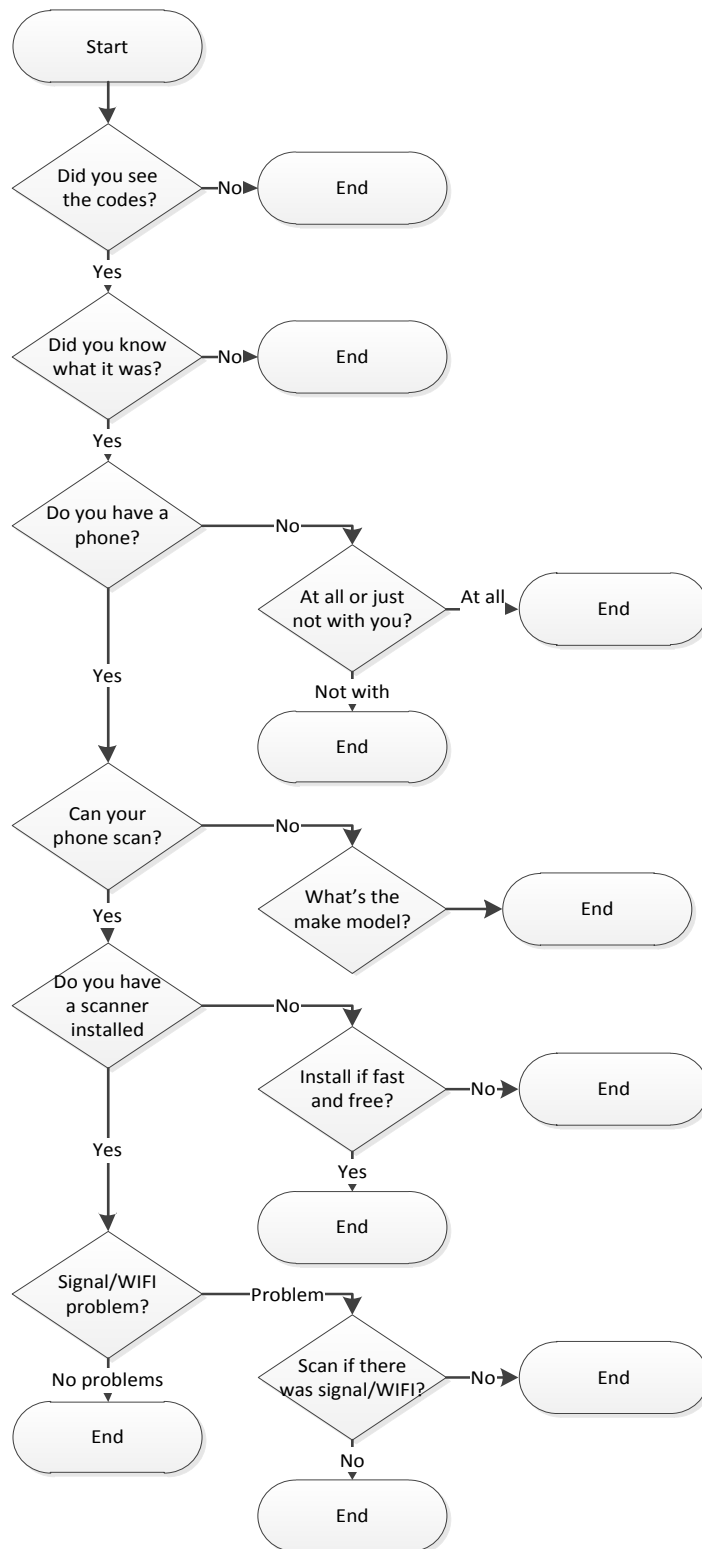 Start
Did you see
the codes?
No
End
Yes
Did you know
what it was?
No
End
Yes
Do you have a
phone?
No
At all or just
not with you?
At all
End
Not with
End
Yes
Can your
phone scan?
No
What's the
make model?
End
Yes
Do you have
a scanner
installed
No
Install if fast
and free?
No
End
Yes
End
Yes
Signal/WIFI
problem?
Problem
Scan if there
was signal/WIFI?
No
End
No problems
End
No
End